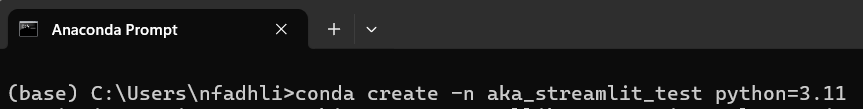 Anaconda Prompt
(base) C:\Users\nfadhli>conda create -n aka_streamlit_test python=3.11